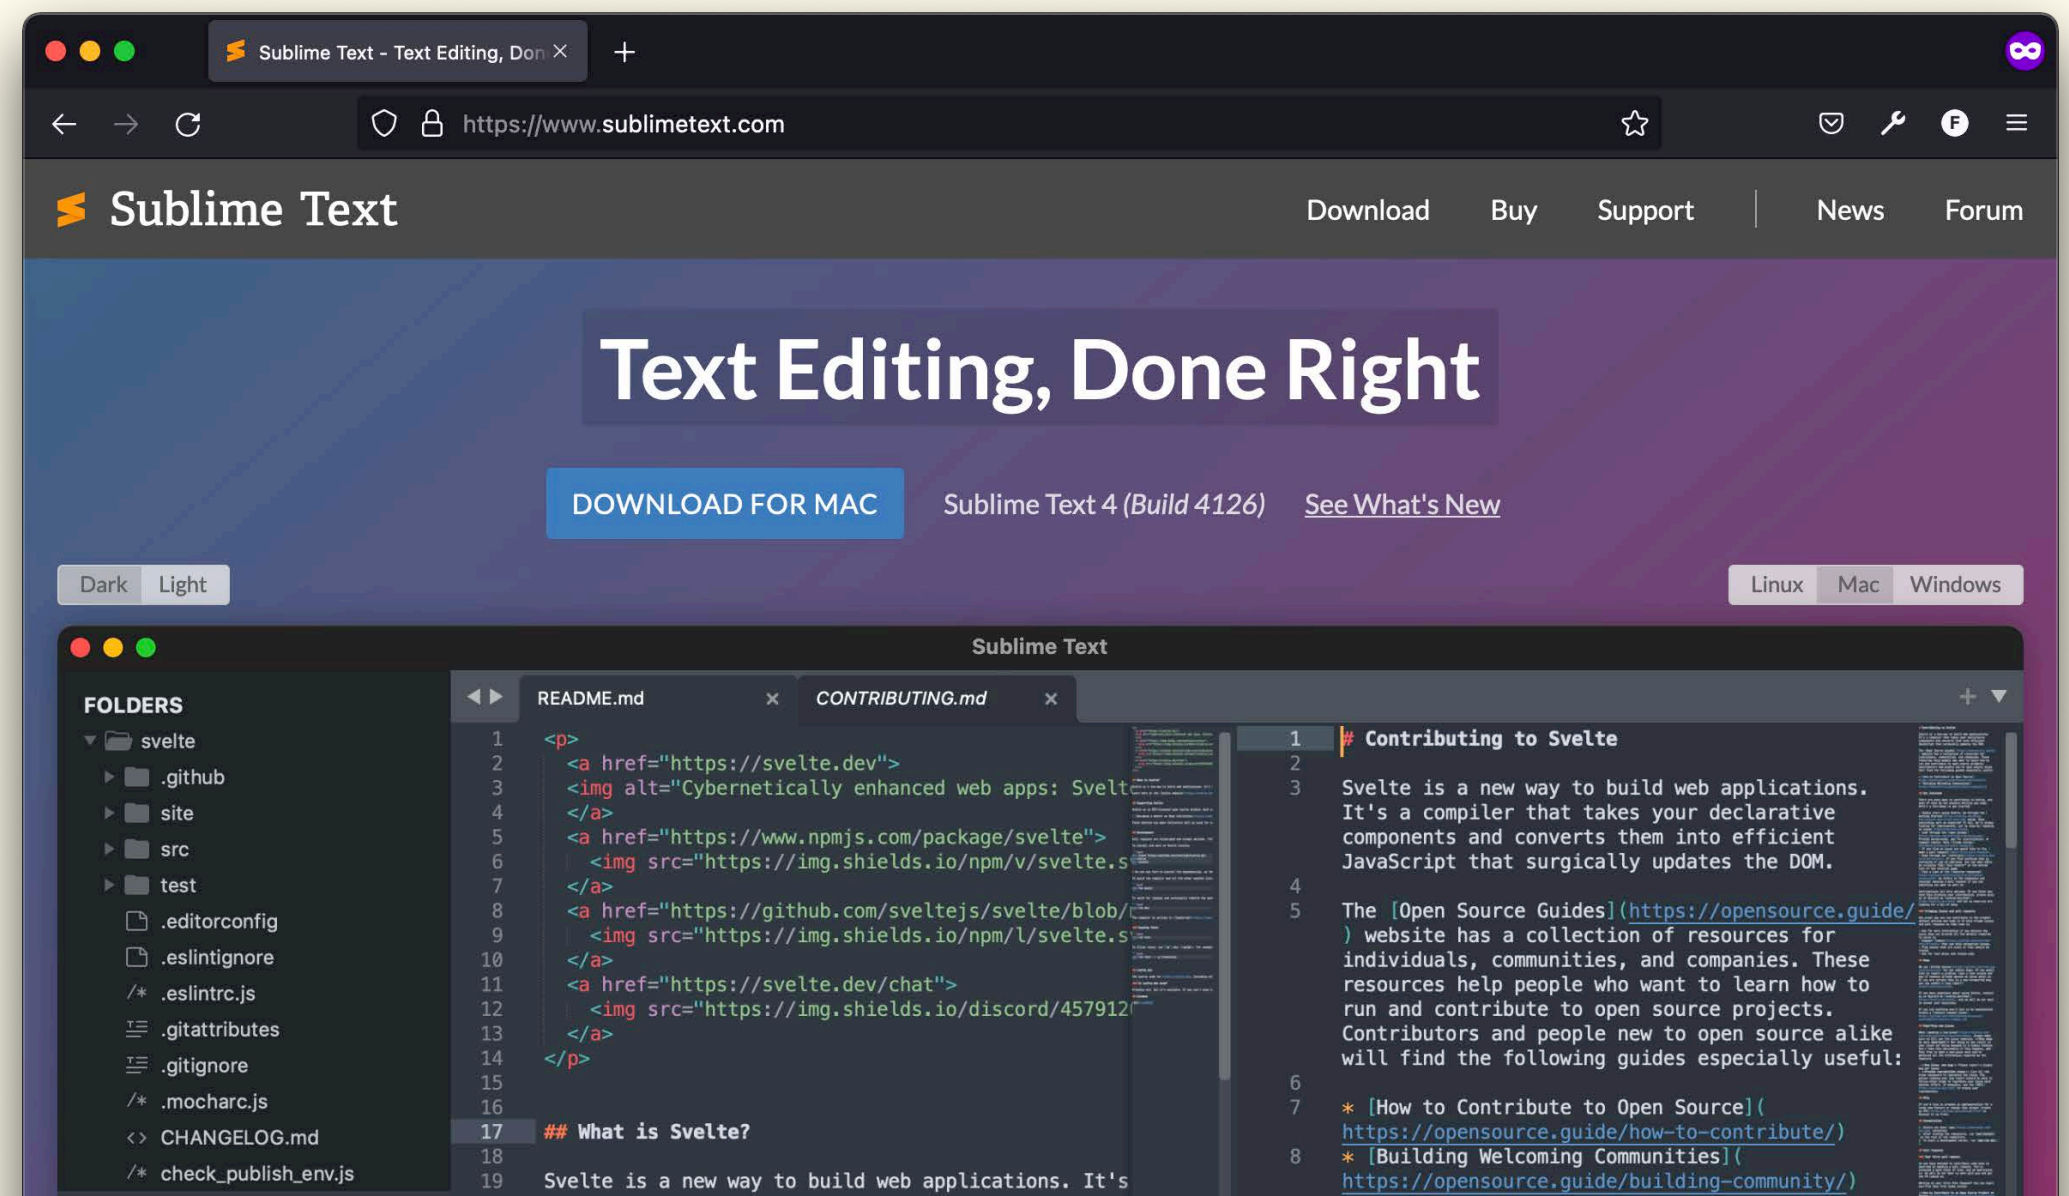 Sublime Text - Text Editing, Don
https://www.sublimetext.com
F
Sublime Text
Download Buy Support News Forum
Text Editing, Done Right
DOWNLOAD FOR MAC Sublime Text 4 (Build 4126) See What's New
Dark Light
Linux Mac Windows
Sublime Text
FOLDERS
svelte
.github
site
src
test
.editorconfig
.eslintignore
/* .eslintrc.js
.gitattributes
.gitignore
/* .mocharc.js
<> CHANGELOG.md
/* check_publish_env.js
README.md
CONTRIBUTING.md
1 <p>
2 <a href="https://svelte.dev">
3 <img alt="Cybernetically enhanced web apps: Svelt
4 </a>
5 <a href="https://www.npmjs.com/package/svelte">
6 <img src="https://img.shields.io/npm/v/svelte.s
7 </a>
8 <a href="https://github.com/sveltejs/svelte/blob/
9 <img src="https://img.shields.io/npm/l/svelte.s
10 </a>
11 <a href="https://svelte.dev/chat">
12 <img src="https://img.shields.io/discord/457912
13 </a>
14 </p>
15
16
17 ## What is Svelte?
18
19 Svelte is a new way to build web applications. It's
1 # Contributing to Svelte
2
3 Svelte is a new way to build web applications.
It's a compiler that takes your declarative
components and converts them into efficient
JavaScript that surgically updates the DOM.
4
5 The [Open Source Guides](https://opensource.guide/
) website has a collection of resources for
individuals, communities, and companies. These
resources help people who want to learn how to
run and contribute to open source projects.
Contributors and people new to open source alike
will find the following guides especially useful:
6
7 * [How to Contribute to Open Source](
https://opensource.guide/how-to-contribute/)
8 * [Building Welcoming Communities](
https://opensource.guide/building-community/)